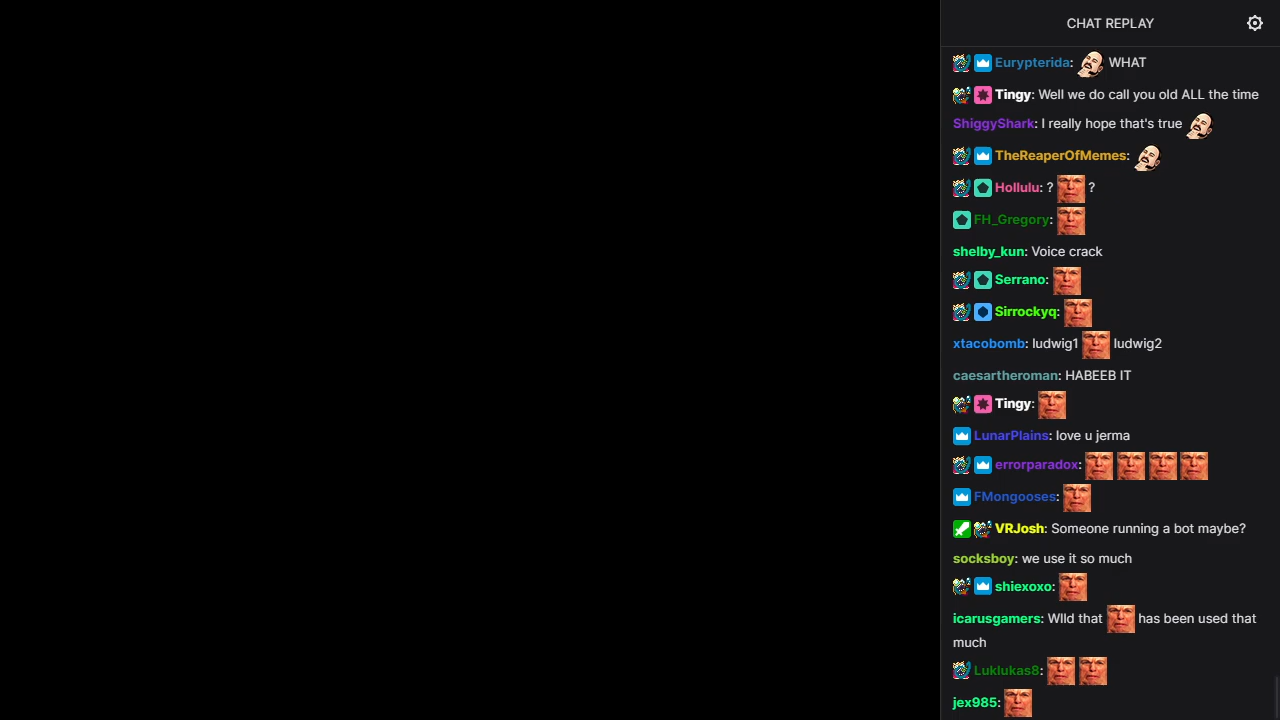 CHAT REPLAY
Eurypterida: WHAT
Tingy: Well we do call you old ALL the time
ShiggyShark: I really hope that's true
TheReaperOfMemes:
Hollulu: ? ?
FH_Gregory:
shelby_kun: Voice crack
Serrano:
Sirrockyq:
xtacobomb: ludwig1 ludwig2
caesartheroman: HABEEB IT
Tingy:
LunarPlains: love u jerma
errorparadox:
FMongooses:
VRJosh: Someone running a bot maybe?
socksboy: we use it so much
shiexoxo:
icarusgamers: WIld that has been used that
much
Luklukas8:
jex985: